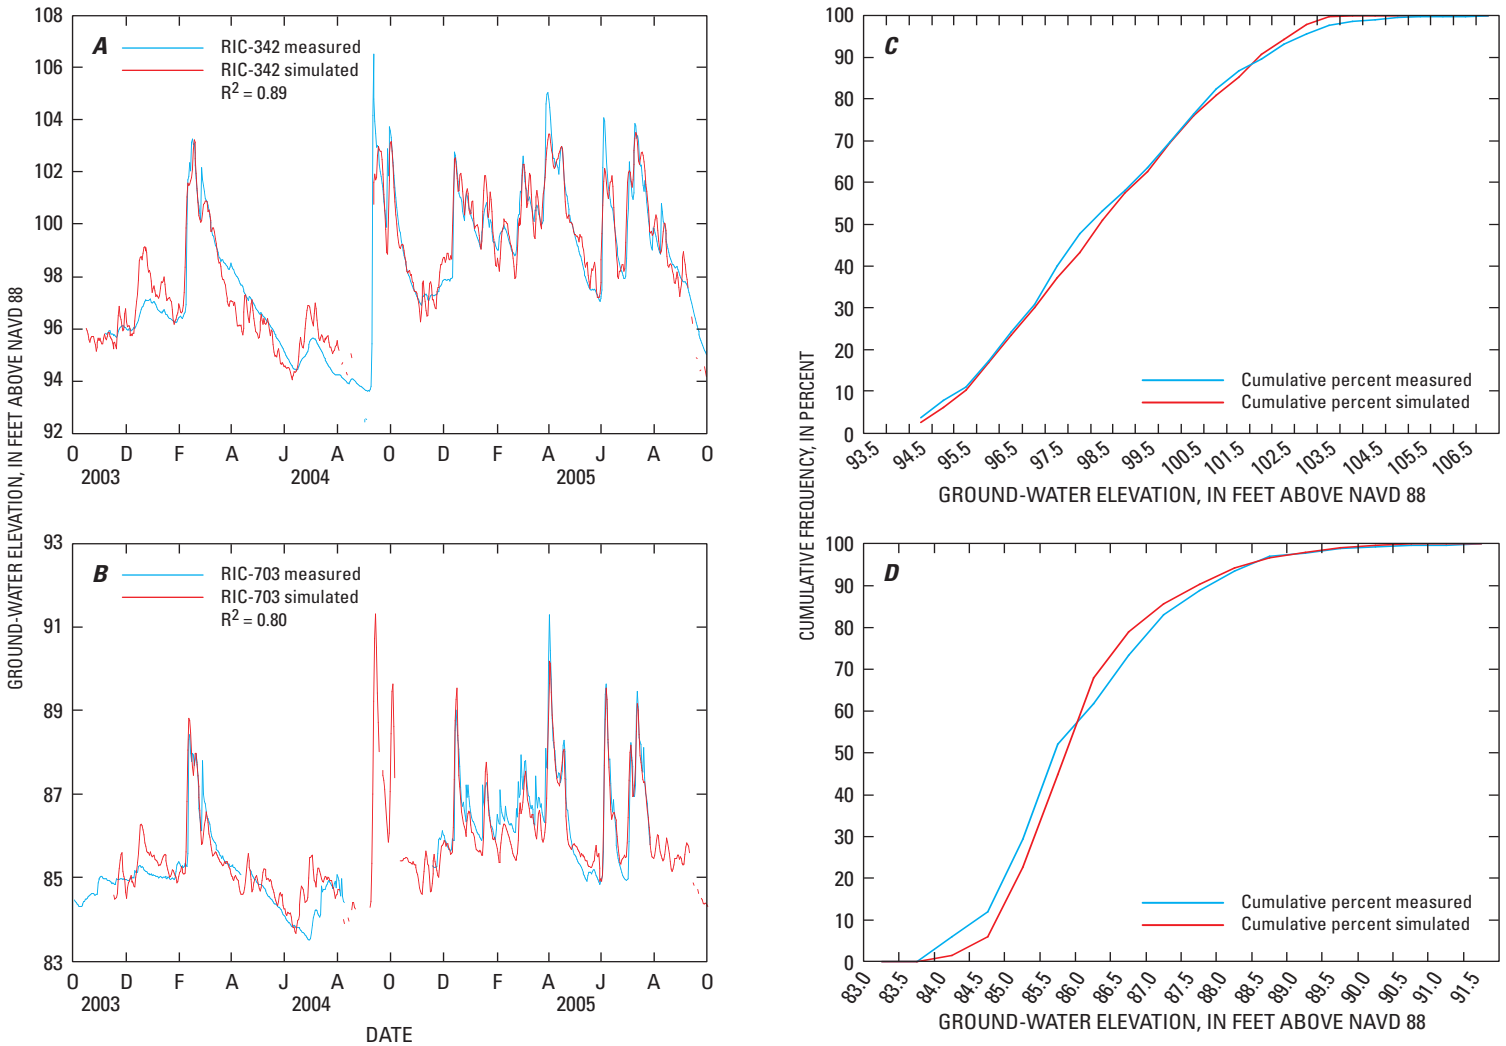 GROUND-WATER ELEVATION, IN FEET ABOVE NAVD 88
A
RIC-342 measured
RIC-342 simulated
R2 = 0.89
108
106
104
102
100
98
96
94
92
O D F A J A O D F A J A O
2003 2004 2005
B
RIC-703 measured
RIC-703 simulated
R2 = 0.80
93
91
89
87
85
83
O D F A J A O D F A J A O
2003 2004 2005
DATE
CUMULATIVE FREQUENCY, IN PERCENT
C
100
90
80
70
60
50
40
30
20
10
0
Cumulative percent measured
Cumulative percent simulated
93.5 94.5 95.5 96.5 97.5 98.5 99.5 100.5 101.5 102.5 103.5 104.5 105.5 106.5
GROUND-WATER ELEVATION, IN FEET ABOVE NAVD 88
D
100
90
80
70
60
50
40
30
20
10
0
Cumulative percent measured
Cumulative percent simulated
83.0 83.5 84.0 84.5 85.0 85.5 86.0 86.5 87.0 87.5 88.0 88.5 89.0 89.5 90.0 90.5 91.0 91.5
GROUND-WATER ELEVATION, IN FEET ABOVE NAVD 88